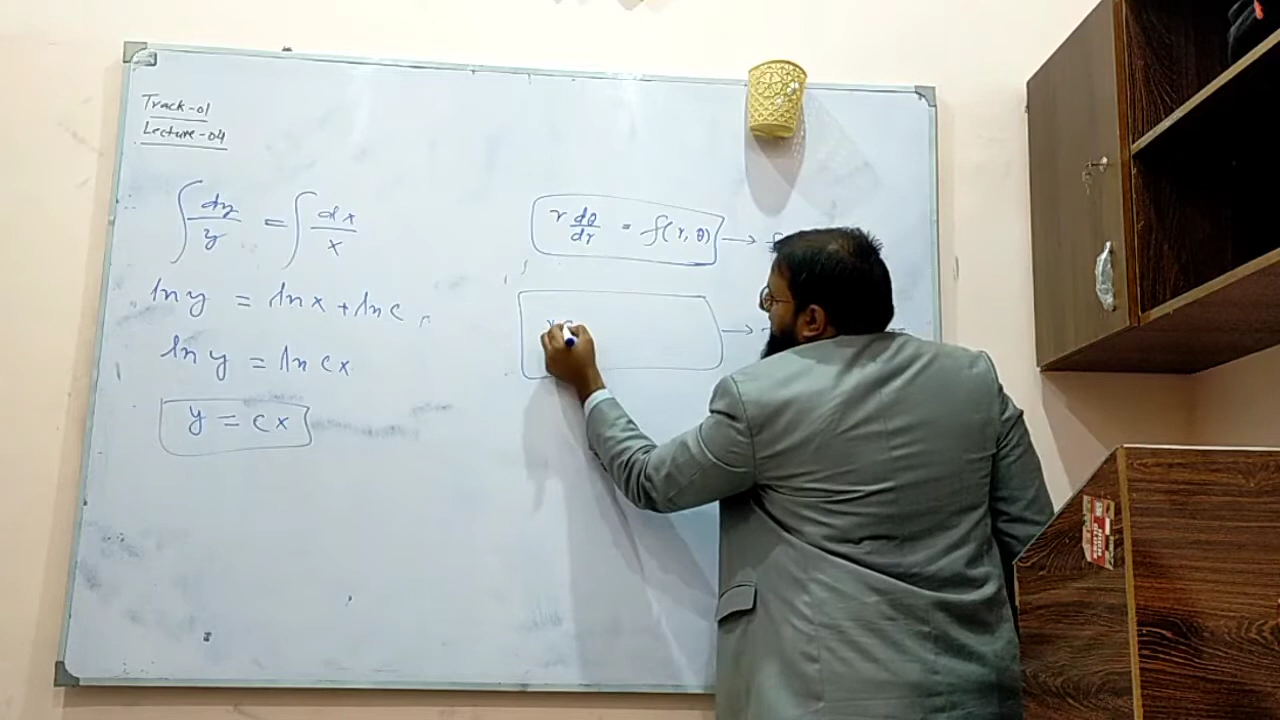 Track-01
Lecture-04
∫ dy/y = ∫ dx/x
ln y = ln x + ln c,
ln y = ln cx
y = cx
r dθ/dr = f(r, θ) →
→